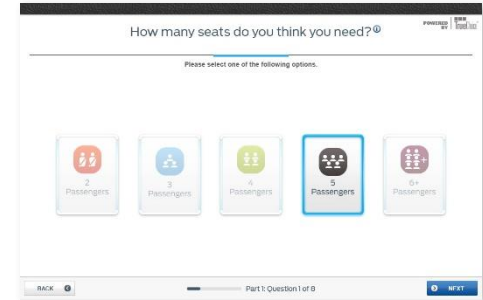 How many seats do you think you need?
POWERED BY
Please select one of the following options.
2
Passengers
3
Passengers
4
Passengers
5
Passengers
6+
Passengers
BACK
Part 1: Question 1 of 8
NEXT